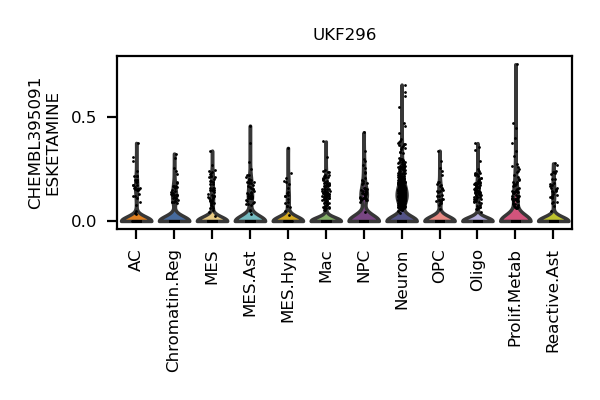 UKF296
CHEMBL395091
ESKETAMINE
0.5
0.0
AC
Chromatin.Reg
MES
MES.Ast
MES.Hyp
Mac
NPC
Neuron
OPC
Oligo
Prolif.Metab
Reactive.Ast